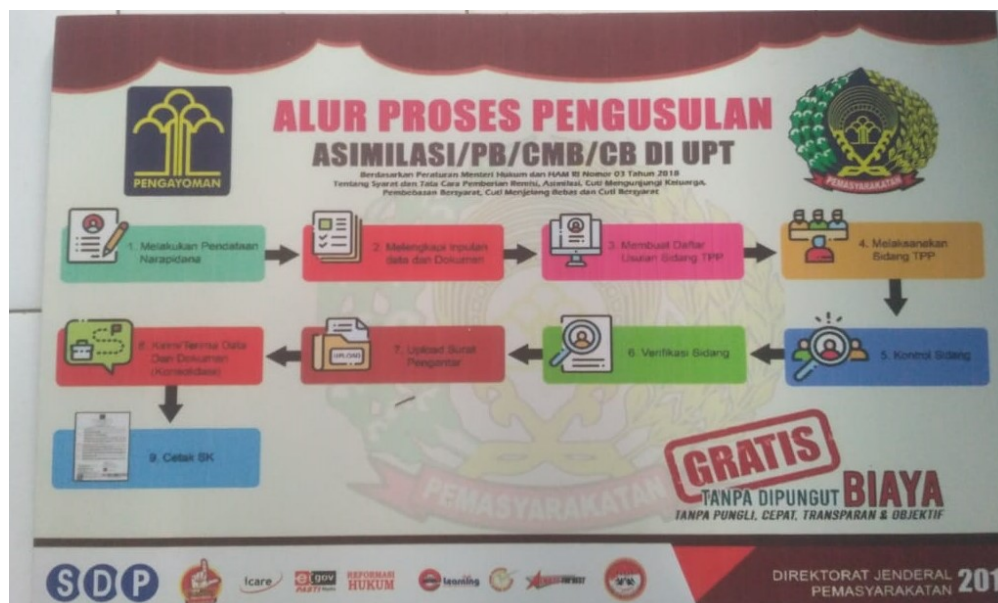 PENGAYOMAN
ALUR PROSES PENGUSULAN
ASIMILASI/PB/CMB/CB DI UPT
Berdasarkan Peraturan Menteri Hukum dan HAM RI Nomor 03 Tahun 2018
Tentang Syarat dan Tata Cara Pemberian Remisi, Asimilasi, Cuti Mengunjungi Keluarga,
Pembebasan Bersyarat, Cuti Menjelang Bebas dan Cuti Bersyarat
PEMASYARAKATAN
1. Melakukan Pendataan
Narapidana
2. Melengkapi Inputan
data dan Dokumen
3. Membuat Daftar
Usulan Sidang TPP
4. Melaksanakan
Sidang TPP
5. Kontrol Sidang
6. Verifikasi Sidang
7. Upload Surat
Pengantar
UPLOAD
8. Kirim/Terima Data
Dan Dokumen
(Konsolidasi)
9. Cetak SK
PEMASYARAKATAN
GRATIS
TANPA DIPUNGUT BIAYA
TANPA PUNGLI, CEPAT, TRANSPARAN & OBJEKTIF
SDP
Icare
e gov
PASTI
REFORMASI
HUKUM
e learning
DIREKTORAT JENDERAL
PEMASYARAKATAN
201